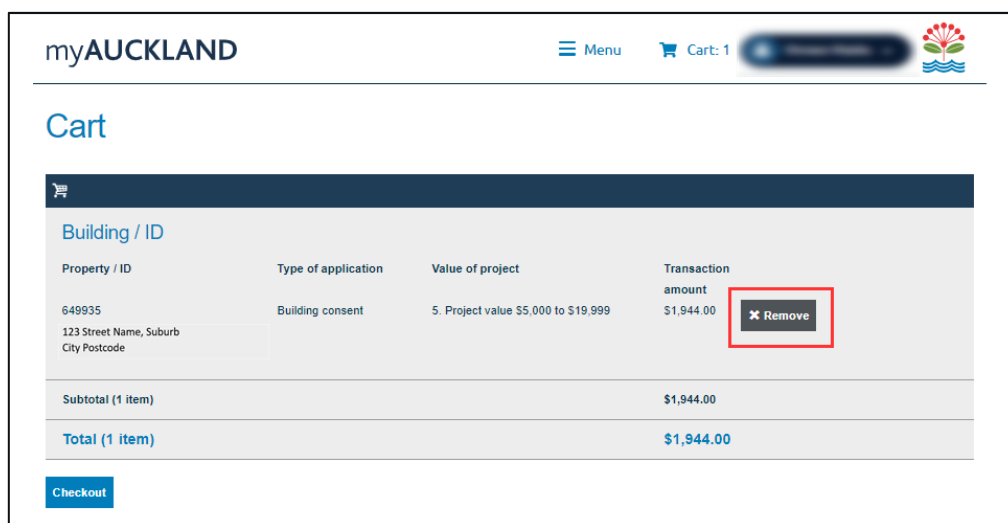 myAUCKLAND
Menu
Cart: 1
Cart
Building / ID
Property / ID Type of application Value of project Transaction
amount
649935 Building consent 5. Project value $5,000 to $19,999 $1,944.00 Remove
123 Street Name, Suburb
City Postcode
Subtotal (1 item) $1,944.00
Total (1 item) $1,944.00
Checkout